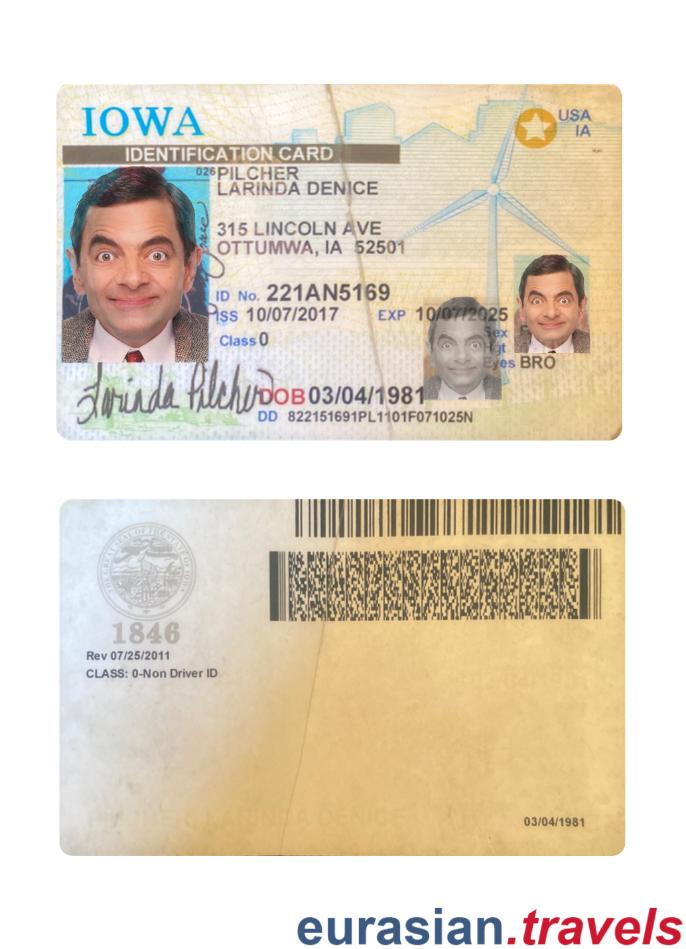 IOWA
USA
IA
IDENTIFICATION CARD
026 PILCHER
LARINDA DENICE
315 LINCOLN AVE
OTTUMWA, IA 52501
ID No. 221AN5169
ISS 10/07/2017 EXP 10/07/2025
Sex
Class 0
Eyes BRO
Larinda Pilcher
DOB 03/04/1981
DD 822151691PL1101F071025N
1846
Rev 07/25/2011
CLASS: 0-Non Driver ID
03/04/1981
eurasian.travels